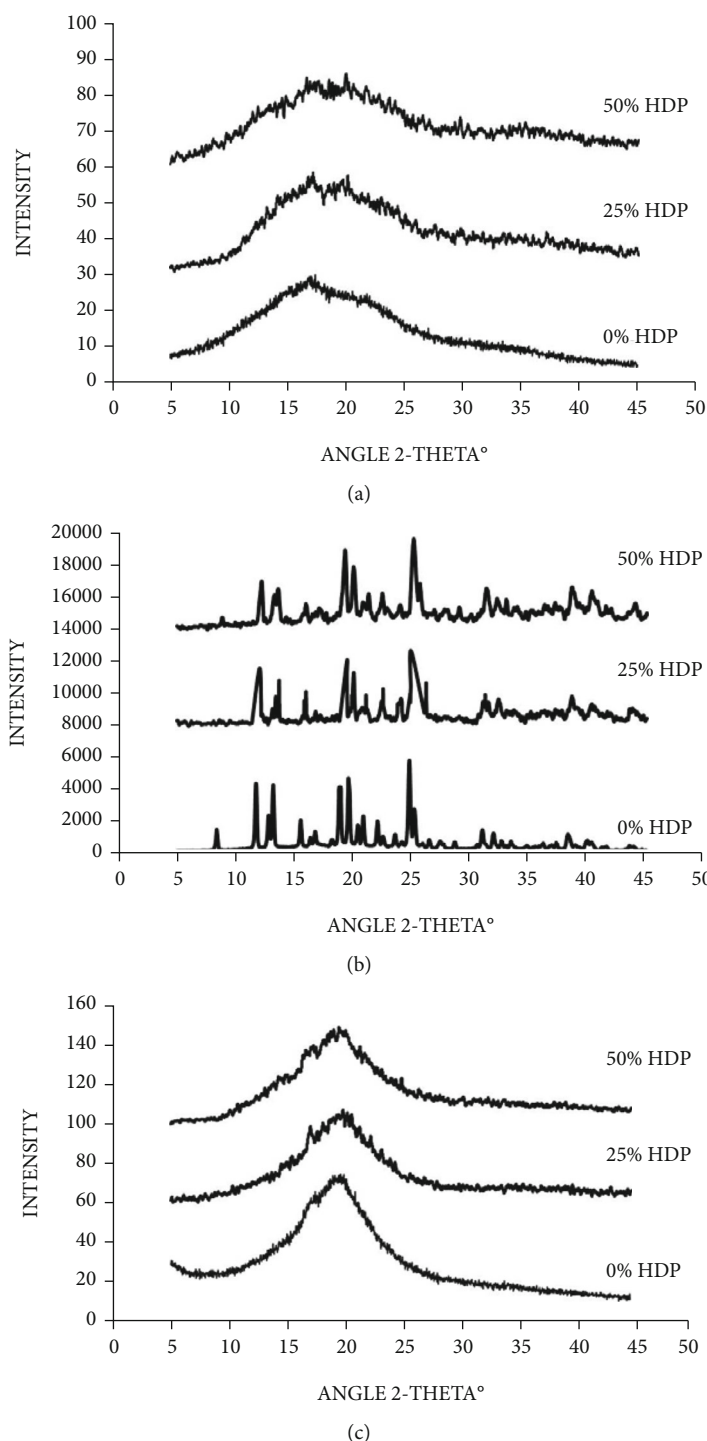 100
90
80
70
60
50
40
30
20
10
0
INTENSITY
50% HDP
25% HDP
0% HDP
0 5 10 15 20 25 30 35 40 45 50
ANGLE 2-THETA°
(a)
20000
18000
16000
14000
12000
10000
8000
6000
4000
2000
0
INTENSITY
50% HDP
25% HDP
0% HDP
0 5 10 15 20 25 30 35 40 45 50
ANGLE 2-THETA°
(b)
160
140
120
100
80
60
40
20
0
INTENSITY
50% HDP
25% HDP
0% HDP
0 5 10 15 20 25 30 35 40 45 50
ANGLE 2-THETA°
(c)